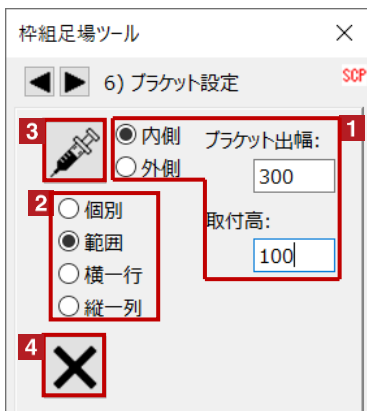 枠組足場ツール
6) ブラケット設定
SCP
3
内側
外側
ブラケット出幅:
1
300
2
個別
範囲
横一行
縦一列
取付高:
100
4